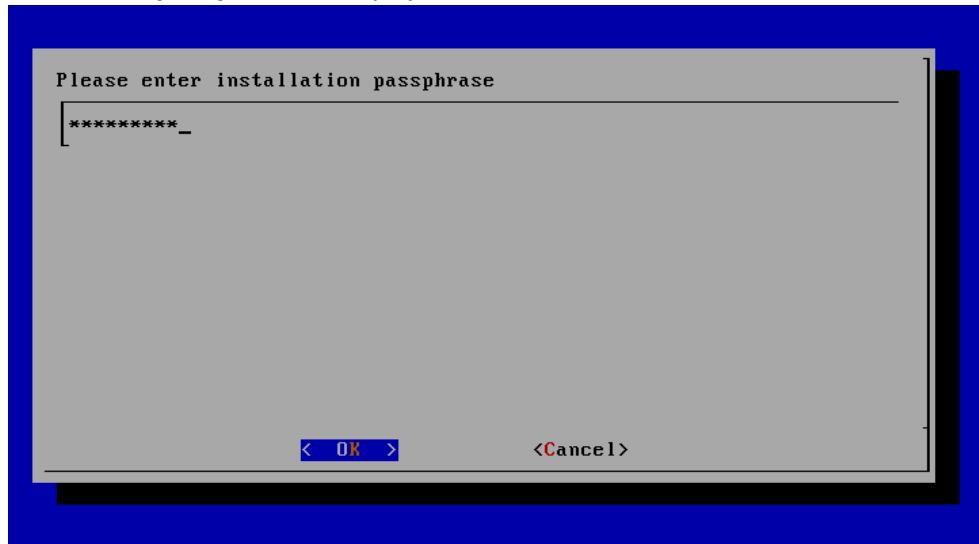 Please enter installation passphrase
*********_
< OK > <Cancel>